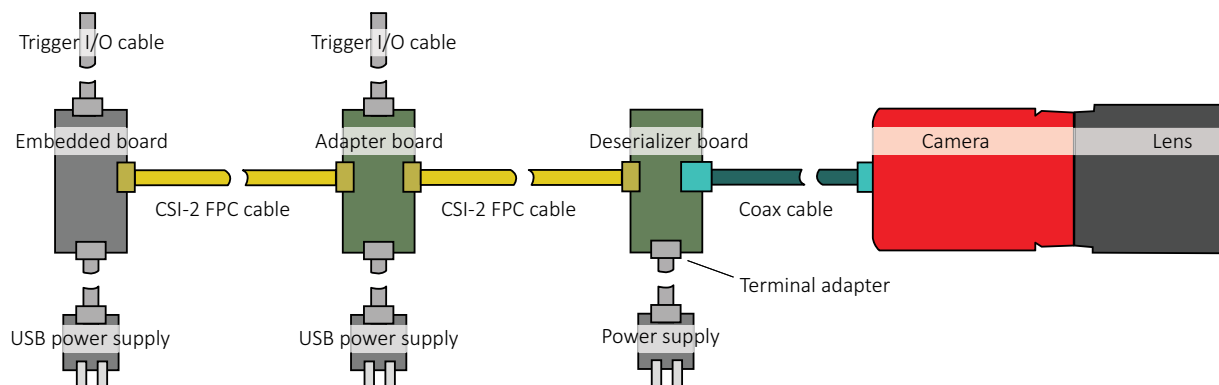 Trigger I/O cable
Trigger I/O cable
Embedded board
Adapter board
Deserializer board
Camera
Lens
CSI-2 FPC cable
CSI-2 FPC cable
Coax cable
Terminal adapter
USB power supply
USB power supply
Power supply